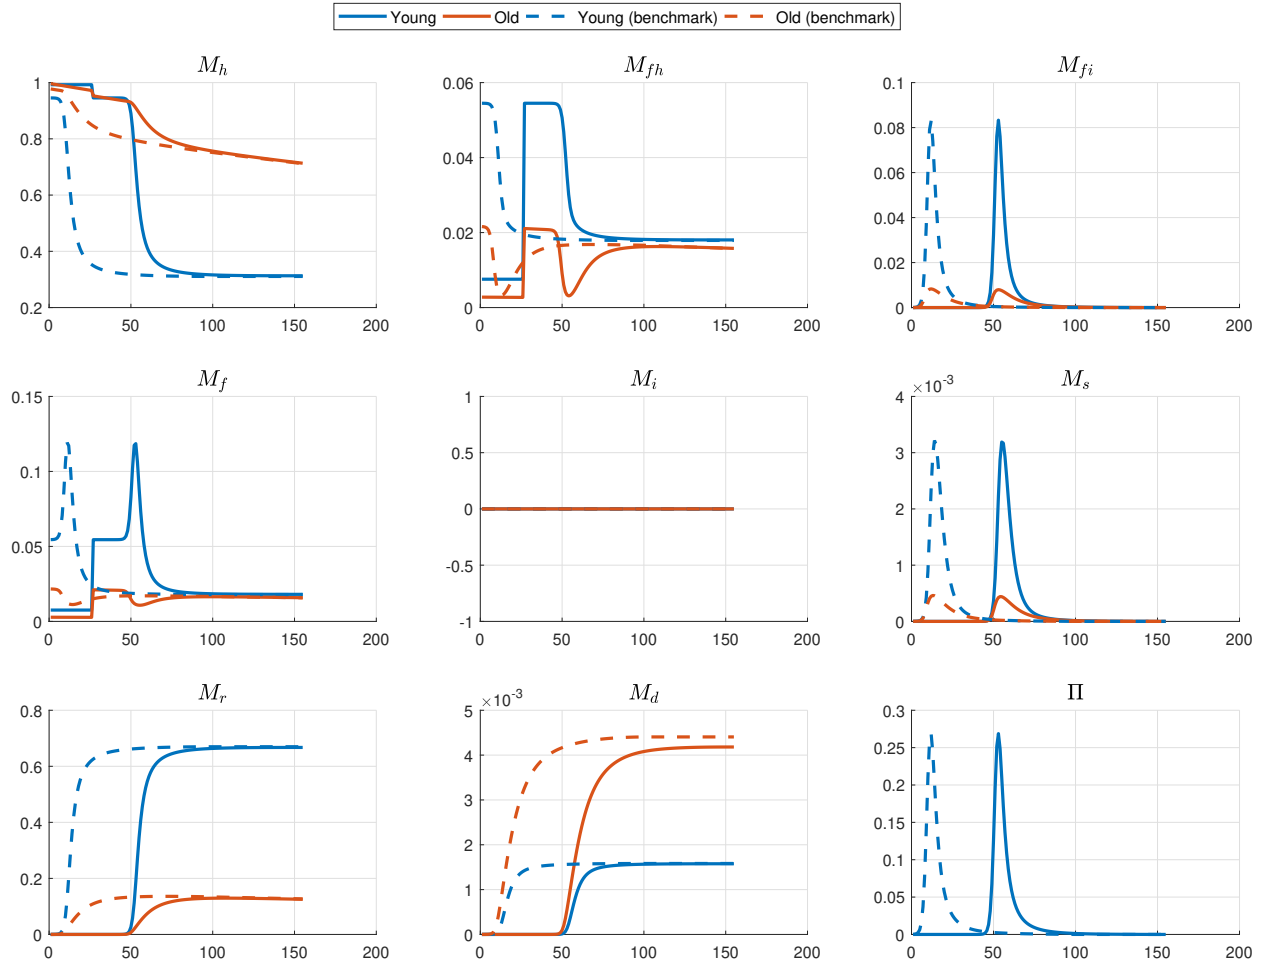 Young Old Young (benchmark) Old (benchmark)
M_h M_fh M_fi
1 0.06 0.1
0.8 0.08
0.04 0.06
0.6
0.4 0.02 0.04
0.02
0.2 0 0
0 50 100 150 200 0 50 100 150 200 0 50 100 150 200
M_f M_i M_s
×10⁻³
0.15 1 4
0.1 0.5 3
0 2
0.05 -0.5 1
0 -1 0
0 50 100 150 200 0 50 100 150 200 0 50 100 150 200
M_r M_d Π
×10⁻³
0.8 5 0.3
0.6 4 0.25
3 0.2
0.4 0.15
0.2 2 0.1
1 0.05
0 0 0
0 50 100 150 200 0 50 100 150 200 0 50 100 150 200